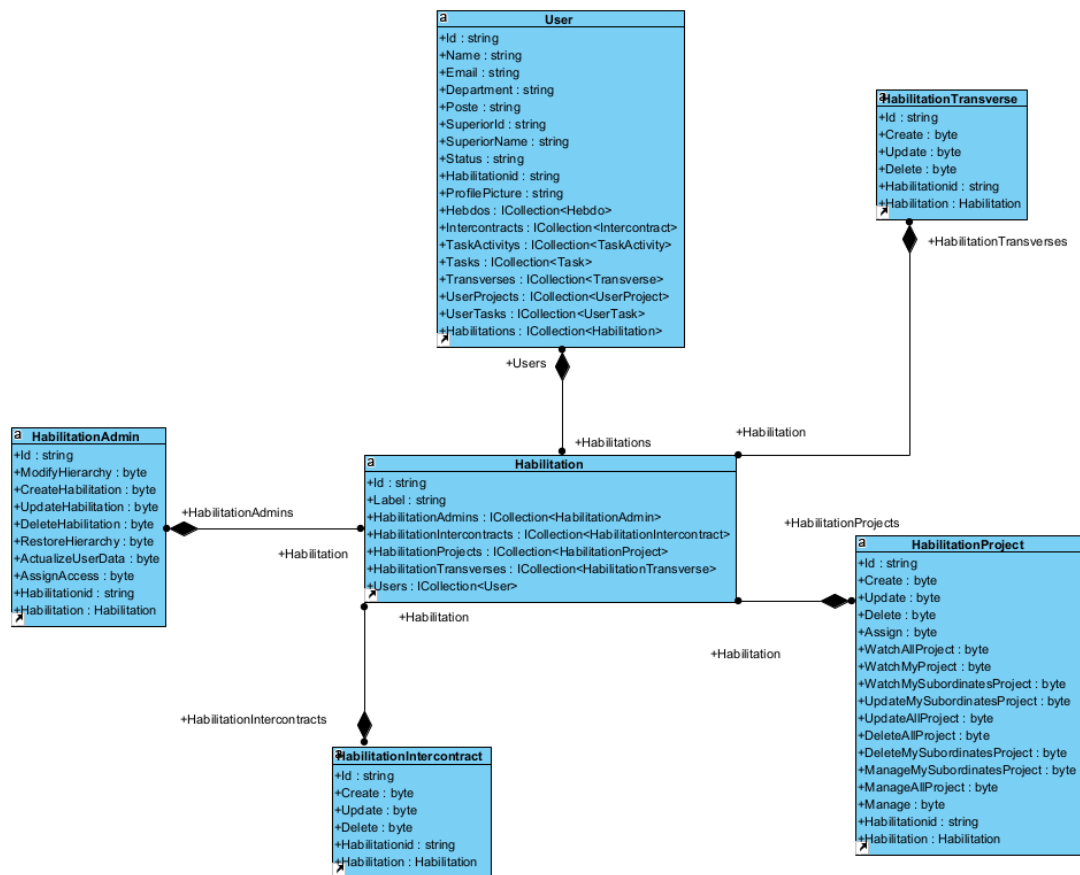 a
User
+Id : string
+Name : string
+Email : string
+Department : string
+Poste : string
+SuperiorId : string
+SuperiorName : string
+Status : string
+Habilitationid : string
+ProfilePicture : string
+Hebdos : ICollection<Hebdo>
+Intercontracts : ICollection<Intercontract>
+TaskActivitys : ICollection<TaskActivity>
+Tasks : ICollection<Task>
+Transverses : ICollection<Transverse>
+UserProjects : ICollection<UserProject>
+UserTasks : ICollection<UserTask>
+Habilitations : ICollection<Habilitation>
a
HabilitationTransverse
+Id : string
+Create : byte
+Update : byte
+Delete : byte
+Habilitationid : string
+Habilitation : Habilitation
+HabilitationTransverses
+Users
+Habilitations
+Habilitation
a
HabilitationAdmin
+Id : string
+ModifyHierarchy : byte
+CreateHabilitation : byte
+UpdateHabilitation : byte
+DeleteHabilitation : byte
+RestoreHierarchy : byte
+ActualizeUserData : byte
+AssignAccess : byte
+Habilitationid : string
+Habilitation : Habilitation
+HabilitationAdmins
+Habilitation
a
Habilitation
+Id : string
+Label : string
+HabilitationAdmins : ICollection<HabilitationAdmin>
+HabilitationIntercontracts : ICollection<HabilitationIntercontract>
+HabilitationProjects : ICollection<HabilitationProject>
+HabilitationTransverses : ICollection<HabilitationTransverse>
+Users : ICollection<User>
+HabilitationProjects
+Habilitation
+Habilitation
a
HabilitationProject
+Id : string
+Create : byte
+Update : byte
+Delete : byte
+Assign : byte
+WatchAllProject : byte
+WatchMyProject : byte
+WatchMySubordinatesProject : byte
+UpdateMySubordinatesProject : byte
+UpdateAllProject : byte
+DeleteAllProject : byte
+DeleteMySubordinatesProject : byte
+ManageMySubordinatesProject : byte
+ManageAllProject : byte
+Manage : byte
+Habilitationid : string
+Habilitation : Habilitation
+HabilitationIntercontracts
a
HabilitationIntercontract
+Id : string
+Create : byte
+Update : byte
+Delete : byte
+Habilitationid : string
+Habilitation : Habilitation